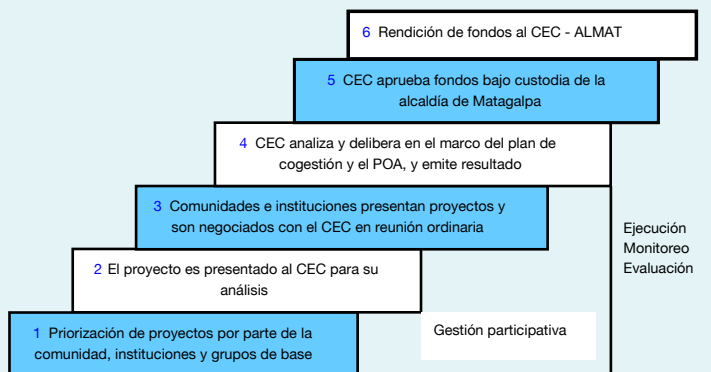 6 Rendición de fondos al CEC - ALMAT
5 CEC aprueba fondos bajo custodia de la
alcaldía de Matagalpa
4 CEC analiza y delibera en el marco del plan de
cogestión y el POA, y emite resultado
3 Comunidades e instituciones presentan proyectos y
son negociados con el CEC en reunión ordinaria
Ejecución
Monitoreo
Evaluación
2 El proyecto es presentado al CEC para su
análisis
Gestión participativa
1 Priorización de proyectos por parte de la
comunidad, instituciones y grupos de base